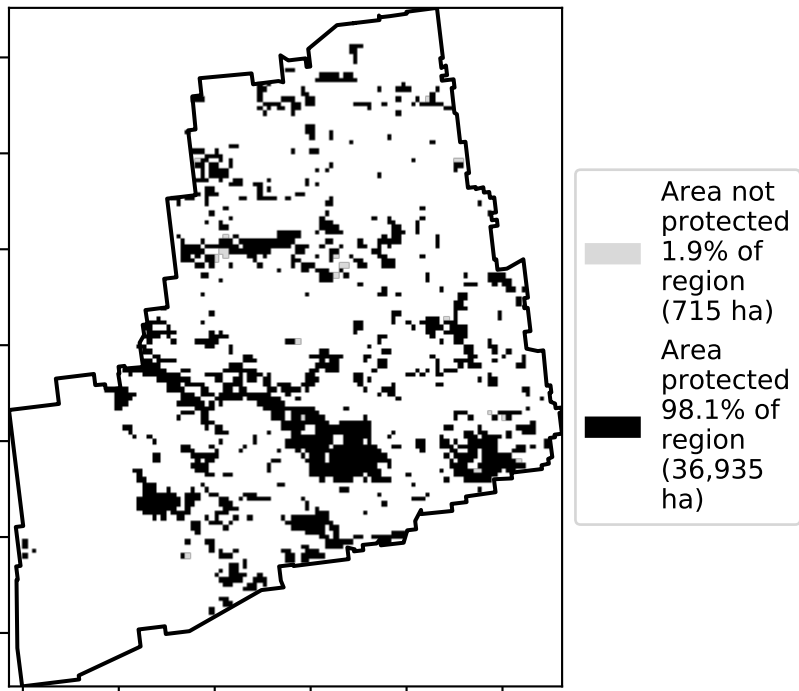 Area not
protected
1.9% of
region
(715 ha)
Area
protected
98.1% of
region
(36,935
ha)